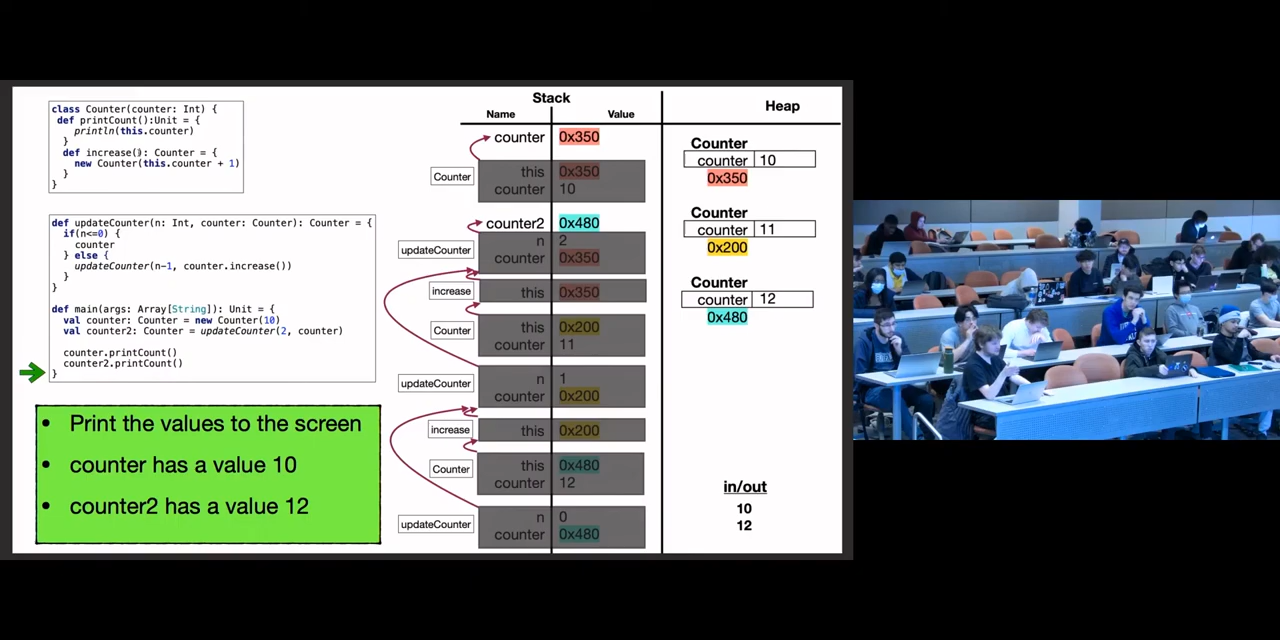 class Counter(counter: Int) {
def printCount():Unit = {
println(this.counter)
}
def increase(): Counter = {
new Counter(this.counter + 1)
}
}
def updateCounter(n: Int, counter: Counter): Counter = {
if(n<=0) {
counter
} else {
updateCounter(n-1, counter.increase())
}
}
def main(args: Array[String]): Unit = {
val counter: Counter = new Counter(10)
val counter2: Counter = updateCounter(2, counter)
counter.printCount()
counter2.printCount()
}
• Print the values to the screen
• counter has a value 10
• counter2 has a value 12
Stack
Name Value
counter 0x350
Counter
this 0x350
counter 10
counter2 0x480
updateCounter
n 2
counter 0x350
increase
this 0x350
Counter
this 0x200
counter 11
updateCounter
n 1
counter 0x200
increase
this 0x200
Counter
this 0x480
counter 12
updateCounter
n 0
counter 0x480
Heap
Counter
counter 10
0x350
Counter
counter 11
0x200
Counter
counter 12
0x480
in/out
10
12